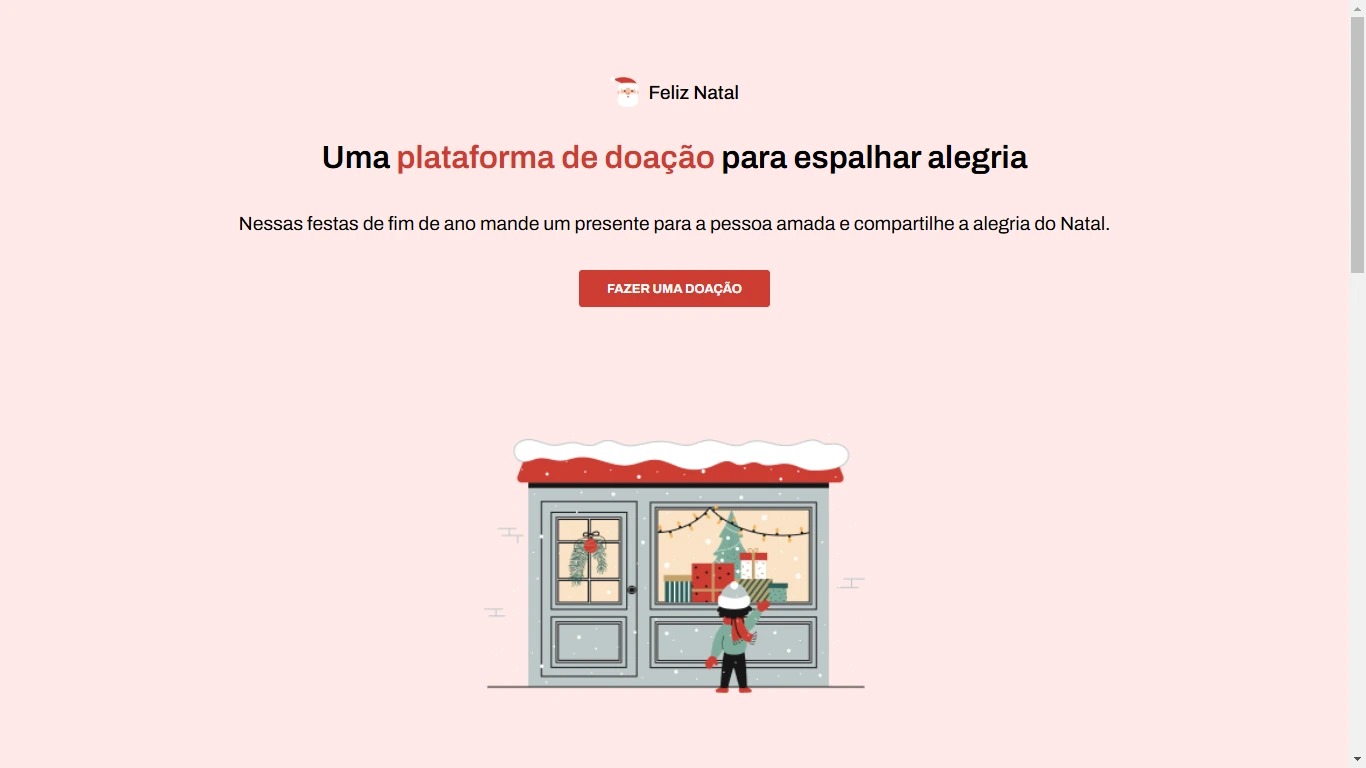 Feliz Natal
Uma plataforma de doação para espalhar alegria
Nessas festas de fim de ano mande um presente para a pessoa amada e compartilhe a alegria do Natal.
FAZER UMA DOAÇÃO